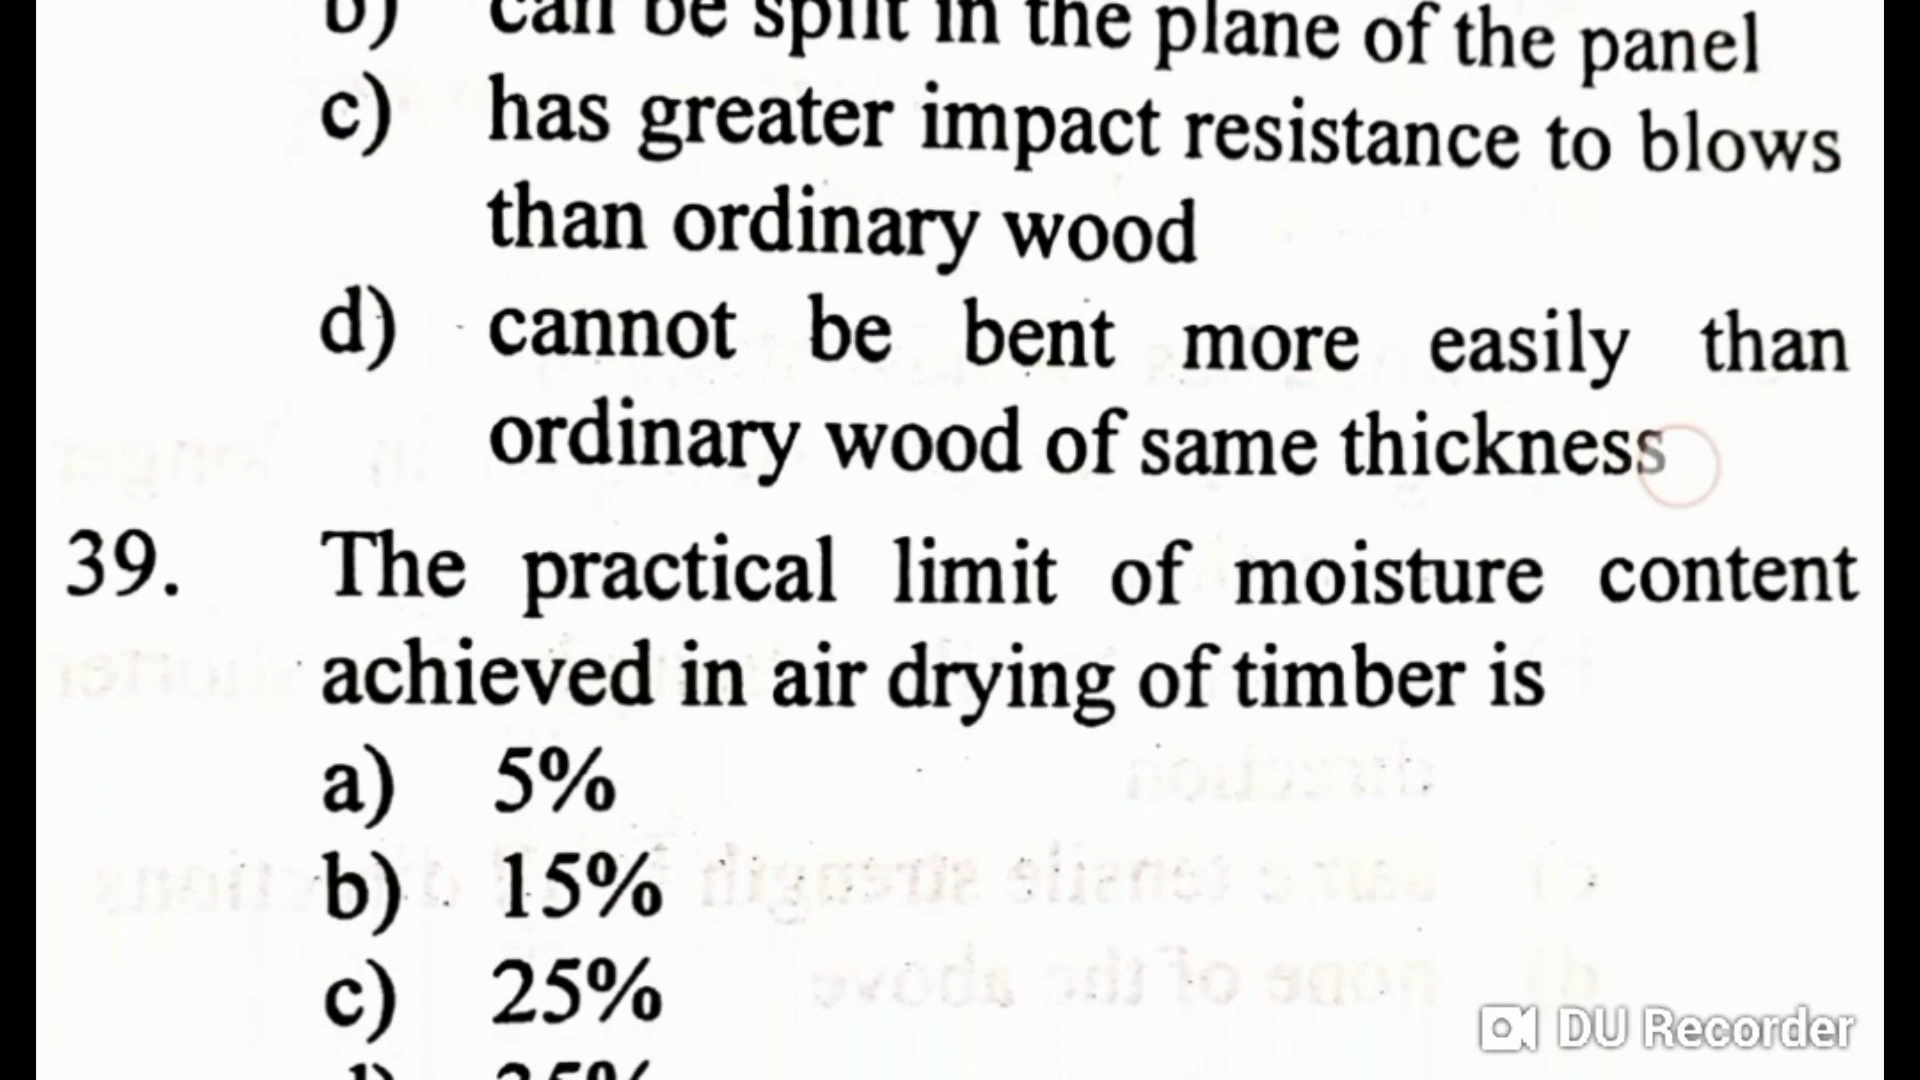 b) can be split in the plane of the panel
c) has greater impact resistance to blows
than ordinary wood
d) cannot be bent more easily than
ordinary wood of same thickness
39. The practical limit of moisture content
achieved in air drying of timber is
a) 5%
b) 15%
c) 25%
DU Recorder